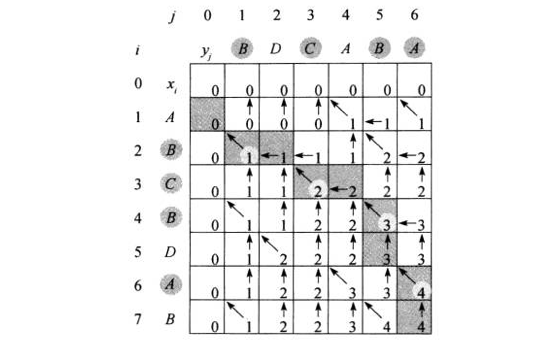 j 0 1 2 3 4 5 6
i yj B D C A B A
0 xi 0 0 0 0 0 0 0
1 A 0 ↑0 ↑0 ↑0 ↖1 ←1 ↖1
2 B 0 ↖1 ←1 ←1 ↑1 ↖2 ←2
3 C 0 ↑1 ↑1 ↖2 ←2 ↑2 ↑2
4 B 0 ↖1 ↑1 ↑2 ↑2 ↖3 ←3
5 D 0 ↑1 ↖2 ↑2 ↑2 ↑3 ↑3
6 A 0 ↑1 ↑2 ↑2 ↖3 ↑3 ↖4
7 B 0 ↖1 ↑2 ↑2 ↑3 ↖4 ↑4